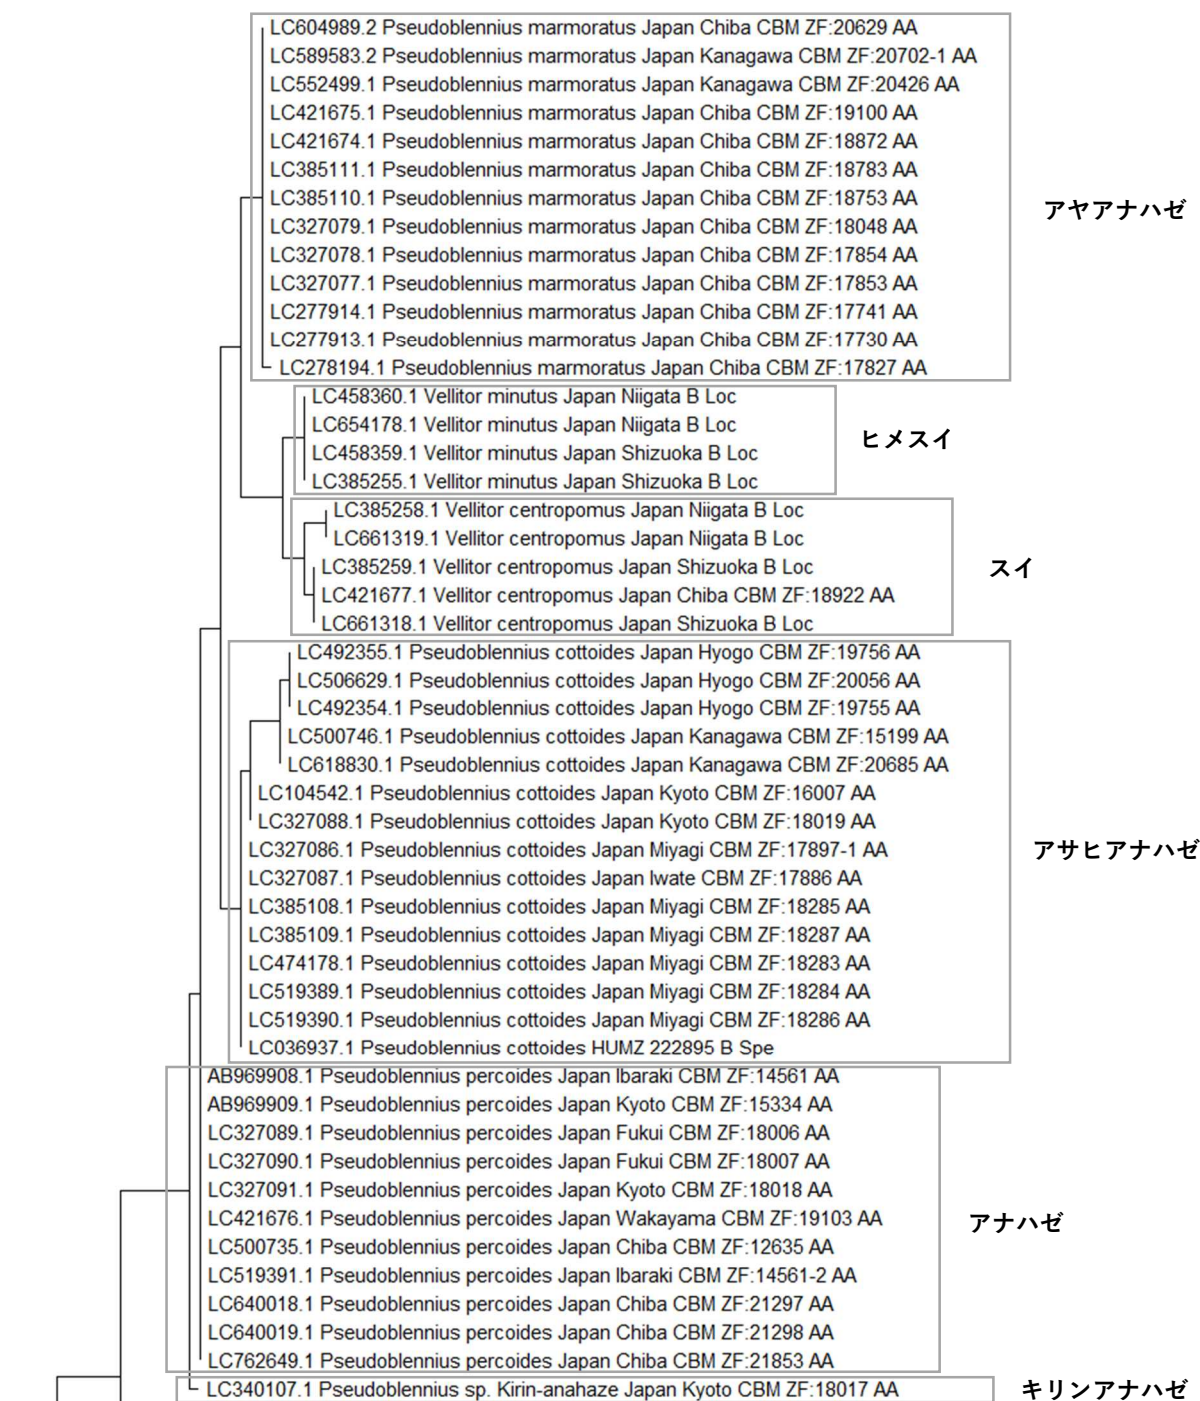 LC604989.2 Pseudoblennius marmoratus Japan Chiba CBM ZF:20629 AA
LC589583.2 Pseudoblennius marmoratus Japan Kanagawa CBM ZF:20702-1 AA
LC552499.1 Pseudoblennius marmoratus Japan Kanagawa CBM ZF:20426 AA
LC421675.1 Pseudoblennius marmoratus Japan Chiba CBM ZF:19100 AA
LC421674.1 Pseudoblennius marmoratus Japan Chiba CBM ZF:18872 AA
LC385111.1 Pseudoblennius marmoratus Japan Chiba CBM ZF:18783 AA
LC385110.1 Pseudoblennius marmoratus Japan Chiba CBM ZF:18753 AA
LC327079.1 Pseudoblennius marmoratus Japan Chiba CBM ZF:18048 AA
LC327078.1 Pseudoblennius marmoratus Japan Chiba CBM ZF:17854 AA
LC327077.1 Pseudoblennius marmoratus Japan Chiba CBM ZF:17853 AA
LC277914.1 Pseudoblennius marmoratus Japan Chiba CBM ZF:17741 AA
LC277913.1 Pseudoblennius marmoratus Japan Chiba CBM ZF:17730 AA
LC278194.1 Pseudoblennius marmoratus Japan Chiba CBM ZF:17827 AA
アヤアナハゼ
LC458360.1 Vellitor minutus Japan Niigata B Loc
LC654178.1 Vellitor minutus Japan Niigata B Loc
LC458359.1 Vellitor minutus Japan Shizuoka B Loc
LC385255.1 Vellitor minutus Japan Shizuoka B Loc
ヒメスイ
LC385258.1 Vellitor centropomus Japan Niigata B Loc
LC661319.1 Vellitor centropomus Japan Niigata B Loc
LC385259.1 Vellitor centropomus Japan Shizuoka B Loc
LC421677.1 Vellitor centropomus Japan Chiba CBM ZF:18922 AA
LC661318.1 Vellitor centropomus Japan Shizuoka B Loc
スイ
LC492355.1 Pseudoblennius cottoides Japan Hyogo CBM ZF:19756 AA
LC506629.1 Pseudoblennius cottoides Japan Hyogo CBM ZF:20056 AA
LC492354.1 Pseudoblennius cottoides Japan Hyogo CBM ZF:19755 AA
LC500746.1 Pseudoblennius cottoides Japan Kanagawa CBM ZF:15199 AA
LC618830.1 Pseudoblennius cottoides Japan Kanagawa CBM ZF:20685 AA
LC104542.1 Pseudoblennius cottoides Japan Kyoto CBM ZF:16007 AA
LC327088.1 Pseudoblennius cottoides Japan Kyoto CBM ZF:18019 AA
LC327086.1 Pseudoblennius cottoides Japan Miyagi CBM ZF:17897-1 AA
LC327087.1 Pseudoblennius cottoides Japan Iwate CBM ZF:17886 AA
LC385108.1 Pseudoblennius cottoides Japan Miyagi CBM ZF:18285 AA
LC385109.1 Pseudoblennius cottoides Japan Miyagi CBM ZF:18287 AA
LC474178.1 Pseudoblennius cottoides Japan Miyagi CBM ZF:18283 AA
LC519389.1 Pseudoblennius cottoides Japan Miyagi CBM ZF:18284 AA
LC519390.1 Pseudoblennius cottoides Japan Miyagi CBM ZF:18286 AA
LC036937.1 Pseudoblennius cottoides HUMZ 222895 B Spe
アサヒアナハゼ
AB969908.1 Pseudoblennius percoides Japan Ibaraki CBM ZF:14561 AA
AB969909.1 Pseudoblennius percoides Japan Kyoto CBM ZF:15334 AA
LC327089.1 Pseudoblennius percoides Japan Fukui CBM ZF:18006 AA
LC327090.1 Pseudoblennius percoides Japan Fukui CBM ZF:18007 AA
LC327091.1 Pseudoblennius percoides Japan Kyoto CBM ZF:18018 AA
LC421676.1 Pseudoblennius percoides Japan Wakayama CBM ZF:19103 AA
LC500735.1 Pseudoblennius percoides Japan Chiba CBM ZF:12635 AA
LC519391.1 Pseudoblennius percoides Japan Ibaraki CBM ZF:14561-2 AA
LC640018.1 Pseudoblennius percoides Japan Chiba CBM ZF:21297 AA
LC640019.1 Pseudoblennius percoides Japan Chiba CBM ZF:21298 AA
LC762649.1 Pseudoblennius percoides Japan Chiba CBM ZF:21853 AA
アナハゼ
LC340107.1 Pseudoblennius sp. Kirin-anahaze Japan Kyoto CBM ZF:18017 AA
キリンアナハゼ